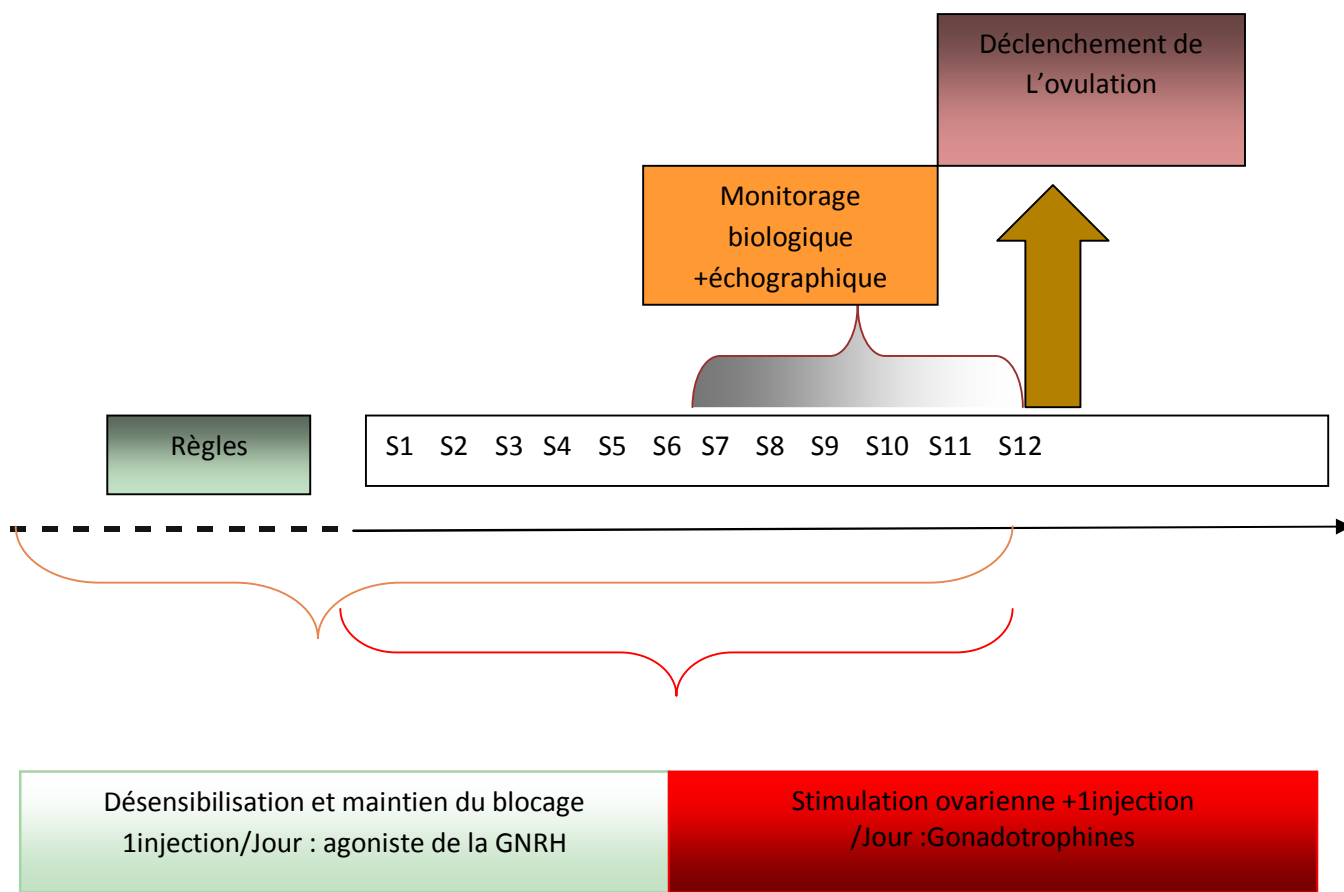 Déclenchement de
L’ovulation
Monitorage
biologique
+échographique
Règles
S1 S2 S3 S4 S5 S6 S7 S8 S9 S10 S11 S12
Désensibilisation et maintien du blocage
1injection/Jour : agoniste de la GNRH
Stimulation ovarienne +1injection
/Jour :Gonadotrophines